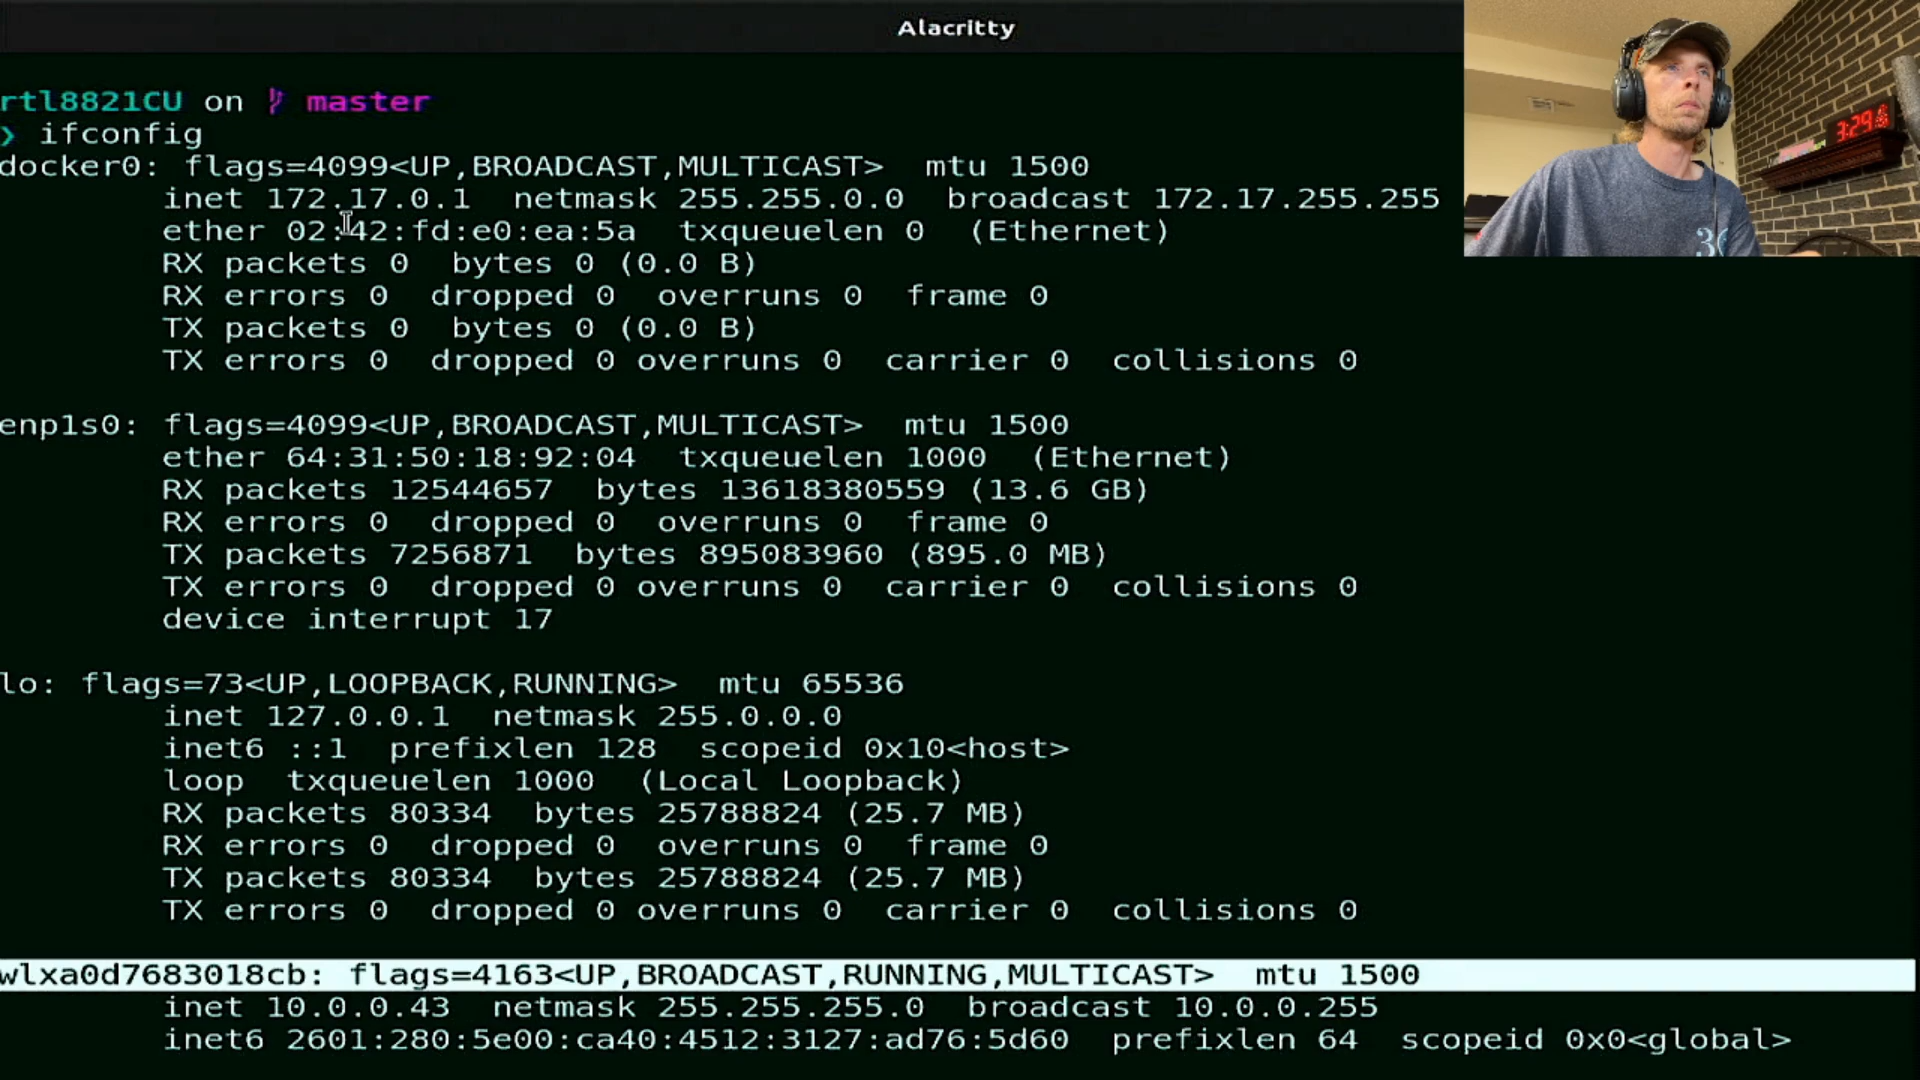 Alacritty
rtl8821CU on master
❯ ifconfig
docker0: flags=4099<UP,BROADCAST,MULTICAST>  mtu 1500
inet 172.17.0.1  netmask 255.255.0.0  broadcast 172.17.255.255
ether 02:42:fd:e0:ea:5a  txqueuelen 0  (Ethernet)
RX packets 0  bytes 0 (0.0 B)
RX errors 0  dropped 0  overruns 0  frame 0
TX packets 0  bytes 0 (0.0 B)
TX errors 0  dropped 0 overruns 0  carrier 0  collisions 0
enp1s0: flags=4099<UP,BROADCAST,MULTICAST>  mtu 1500
ether 64:31:50:18:92:04  txqueuelen 1000  (Ethernet)
RX packets 12544657  bytes 13618380559 (13.6 GB)
RX errors 0  dropped 0  overruns 0  frame 0
TX packets 7256871  bytes 895083960 (895.0 MB)
TX errors 0  dropped 0 overruns 0  carrier 0  collisions 0
device interrupt 17
lo: flags=73<UP,LOOPBACK,RUNNING>  mtu 65536
inet 127.0.0.1  netmask 255.0.0.0
inet6 ::1  prefixlen 128  scopeid 0x10<host>
loop  txqueuelen 1000  (Local Loopback)
RX packets 80334  bytes 25788824 (25.7 MB)
RX errors 0  dropped 0  overruns 0  frame 0
TX packets 80334  bytes 25788824 (25.7 MB)
TX errors 0  dropped 0 overruns 0  carrier 0  collisions 0
wlxa0d7683018cb: flags=4163<UP,BROADCAST,RUNNING,MULTICAST>  mtu 1500
inet 10.0.0.43  netmask 255.255.255.0  broadcast 10.0.0.255
inet6 2601:280:5e00:ca40:4512:3127:ad76:5d60  prefixlen 64  scopeid 0x0<global>
3:29